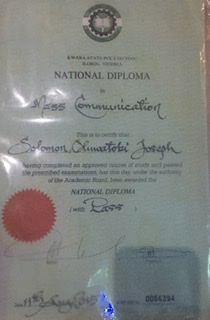 KWARA STATE POLYTECHNIC
ILORIN, NIGERIA
NATIONAL DIPLOMA
in
Mass Communication
This is to certify that
Solomon Oluwatobi Joseph
having completed an approved course of study and passed
the prescribed examinations, has this day, under the authority
of the Academic Board, been awarded the
NATIONAL DIPLOMA
(with Pass)
0066394